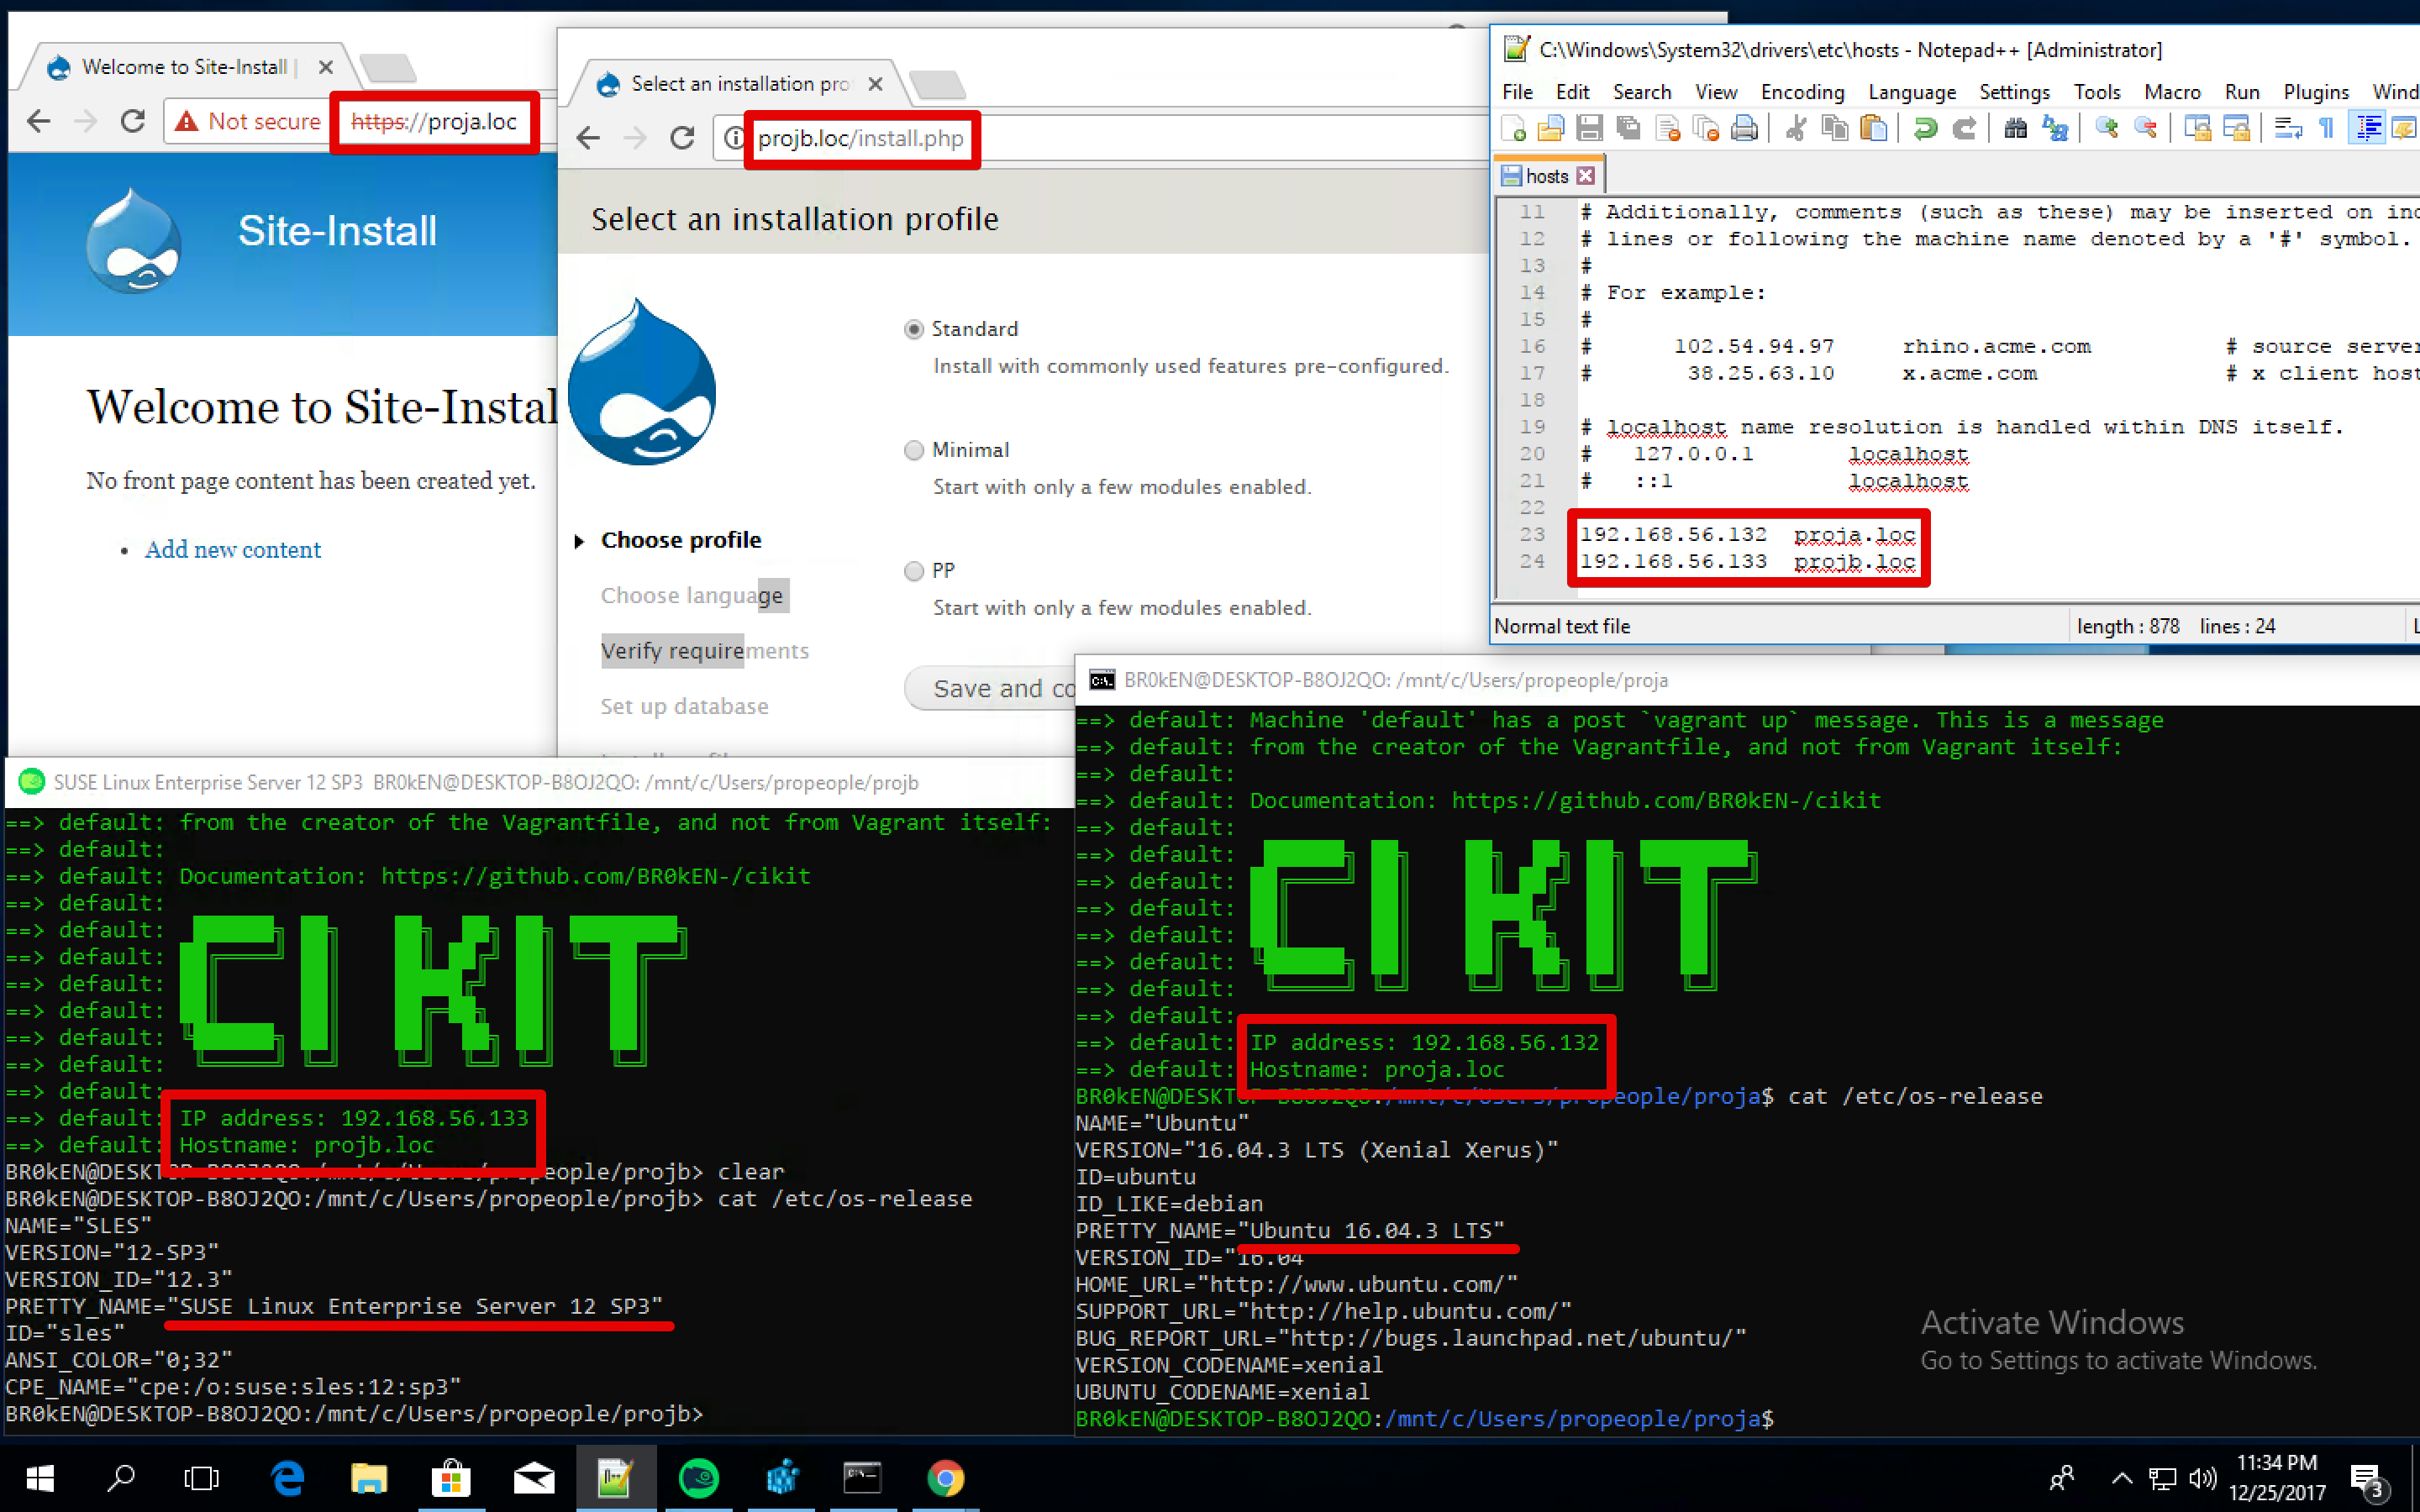 Welcome to Site-Install |
Not secure
https://proja.loc
Site-Install
Welcome to Site-Instal
No front page content has been created yet.
• Add new content
Select an installation pro
projb.loc/install.php
Select an installation profile
Standard
Install with commonly used features pre-configured.
Minimal
Start with only a few modules enabled.
PP
Start with only a few modules enabled.
Choose profile
Choose language
Verify requirements
Set up database
Save and co
C:\Windows\System32\drivers\etc\hosts - Notepad++ [Administrator]
File Edit Search View Encoding Language Settings Tools Macro Run Plugins Wind
hosts
11 # Additionally, comments (such as these) may be inserted on ind
12 # lines or following the machine name denoted by a '#' symbol.
13 #
14 # For example:
15 #
16 # 102.54.94.97 rhino.acme.com # source server
17 # 38.25.63.10 x.acme.com # x client host
18
19 # localhost name resolution is handled within DNS itself.
20 # 127.0.0.1 localhost
21 # ::1 localhost
22
23 192.168.56.132 proja.loc
24 192.168.56.133 projb.loc
Normal text file length : 878 lines : 24 L
SUSE Linux Enterprise Server 12 SP3 BR0kEN@DESKTOP-B8OJ2QO: /mnt/c/Users/propeople/projb
==> default: from the creator of the Vagrantfile, and not from Vagrant itself:
==> default:
==> default: Documentation: https://github.com/BR0kEN-/cikit
==> default:
==> default:
==> default:
==> default:
==> default: CI KIT
==> default:
==> default:
==> default:
==> default: IP address: 192.168.56.133
==> default: Hostname: projb.loc
BR0kEN@DESKTOP-B8OJ2QO:/mnt/c/Users/propeople/projb> clear
BR0kEN@DESKTOP-B8OJ2QO:/mnt/c/Users/propeople/projb> cat /etc/os-release
NAME="SLES"
VERSION="12-SP3"
VERSION_ID="12.3"
PRETTY_NAME="SUSE Linux Enterprise Server 12 SP3"
ID="sles"
ANSI_COLOR="0;32"
CPE_NAME="cpe:/o:suse:sles:12:sp3"
BR0kEN@DESKTOP-B8OJ2QO:/mnt/c/Users/propeople/projb>
BR0kEN@DESKTOP-B8OJ2QO: /mnt/c/Users/propeople/proja
==> default: Machine 'default' has a post `vagrant up` message. This is a message
==> default: from the creator of the Vagrantfile, and not from Vagrant itself:
==> default:
==> default: Documentation: https://github.com/BR0kEN-/cikit
==> default:
==> default:
==> default:
==> default:
==> default: CI KIT
==> default:
==> default:
==> default:
==> default: IP address: 192.168.56.132
==> default: Hostname: proja.loc
BR0kEN@DESKTOP-B8OJ2QO:/mnt/c/Users/propeople/proja$ cat /etc/os-release
NAME="Ubuntu"
VERSION="16.04.3 LTS (Xenial Xerus)"
ID=ubuntu
ID_LIKE=debian
PRETTY_NAME="Ubuntu 16.04.3 LTS"
VERSION_ID="16.04
HOME_URL="http://www.ubuntu.com/"
SUPPORT_URL="http://help.ubuntu.com/"
BUG_REPORT_URL="http://bugs.launchpad.net/ubuntu/"
VERSION_CODENAME=xenial
UBUNTU_CODENAME=xenial
BR0kEN@DESKTOP-B8OJ2QO:/mnt/c/Users/propeople/proja$
Activate Windows
Go to Settings to activate Windows.
11:34 PM
12/25/2017
3